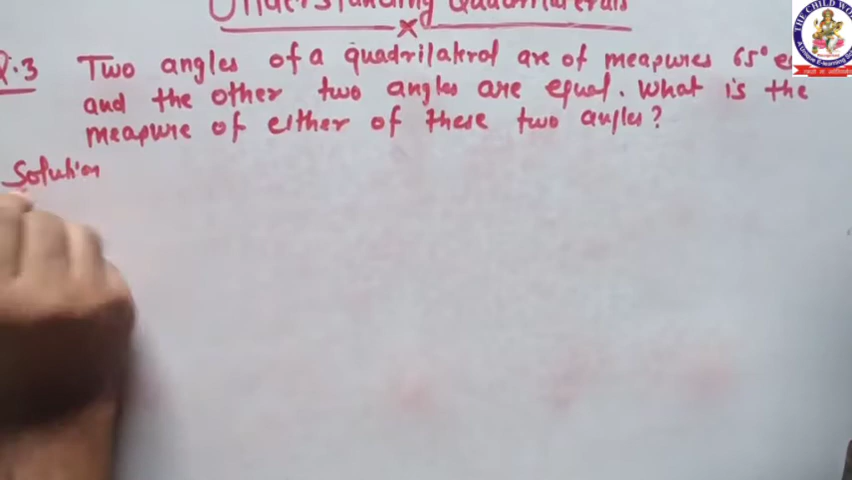 Understanding Quadrilaterals
Q.3 Two angles of a quadrilateral are of measures 65°
and the other two angles are equal. What is the
measure of either of these two angles?
Solution
THE CHILD WO